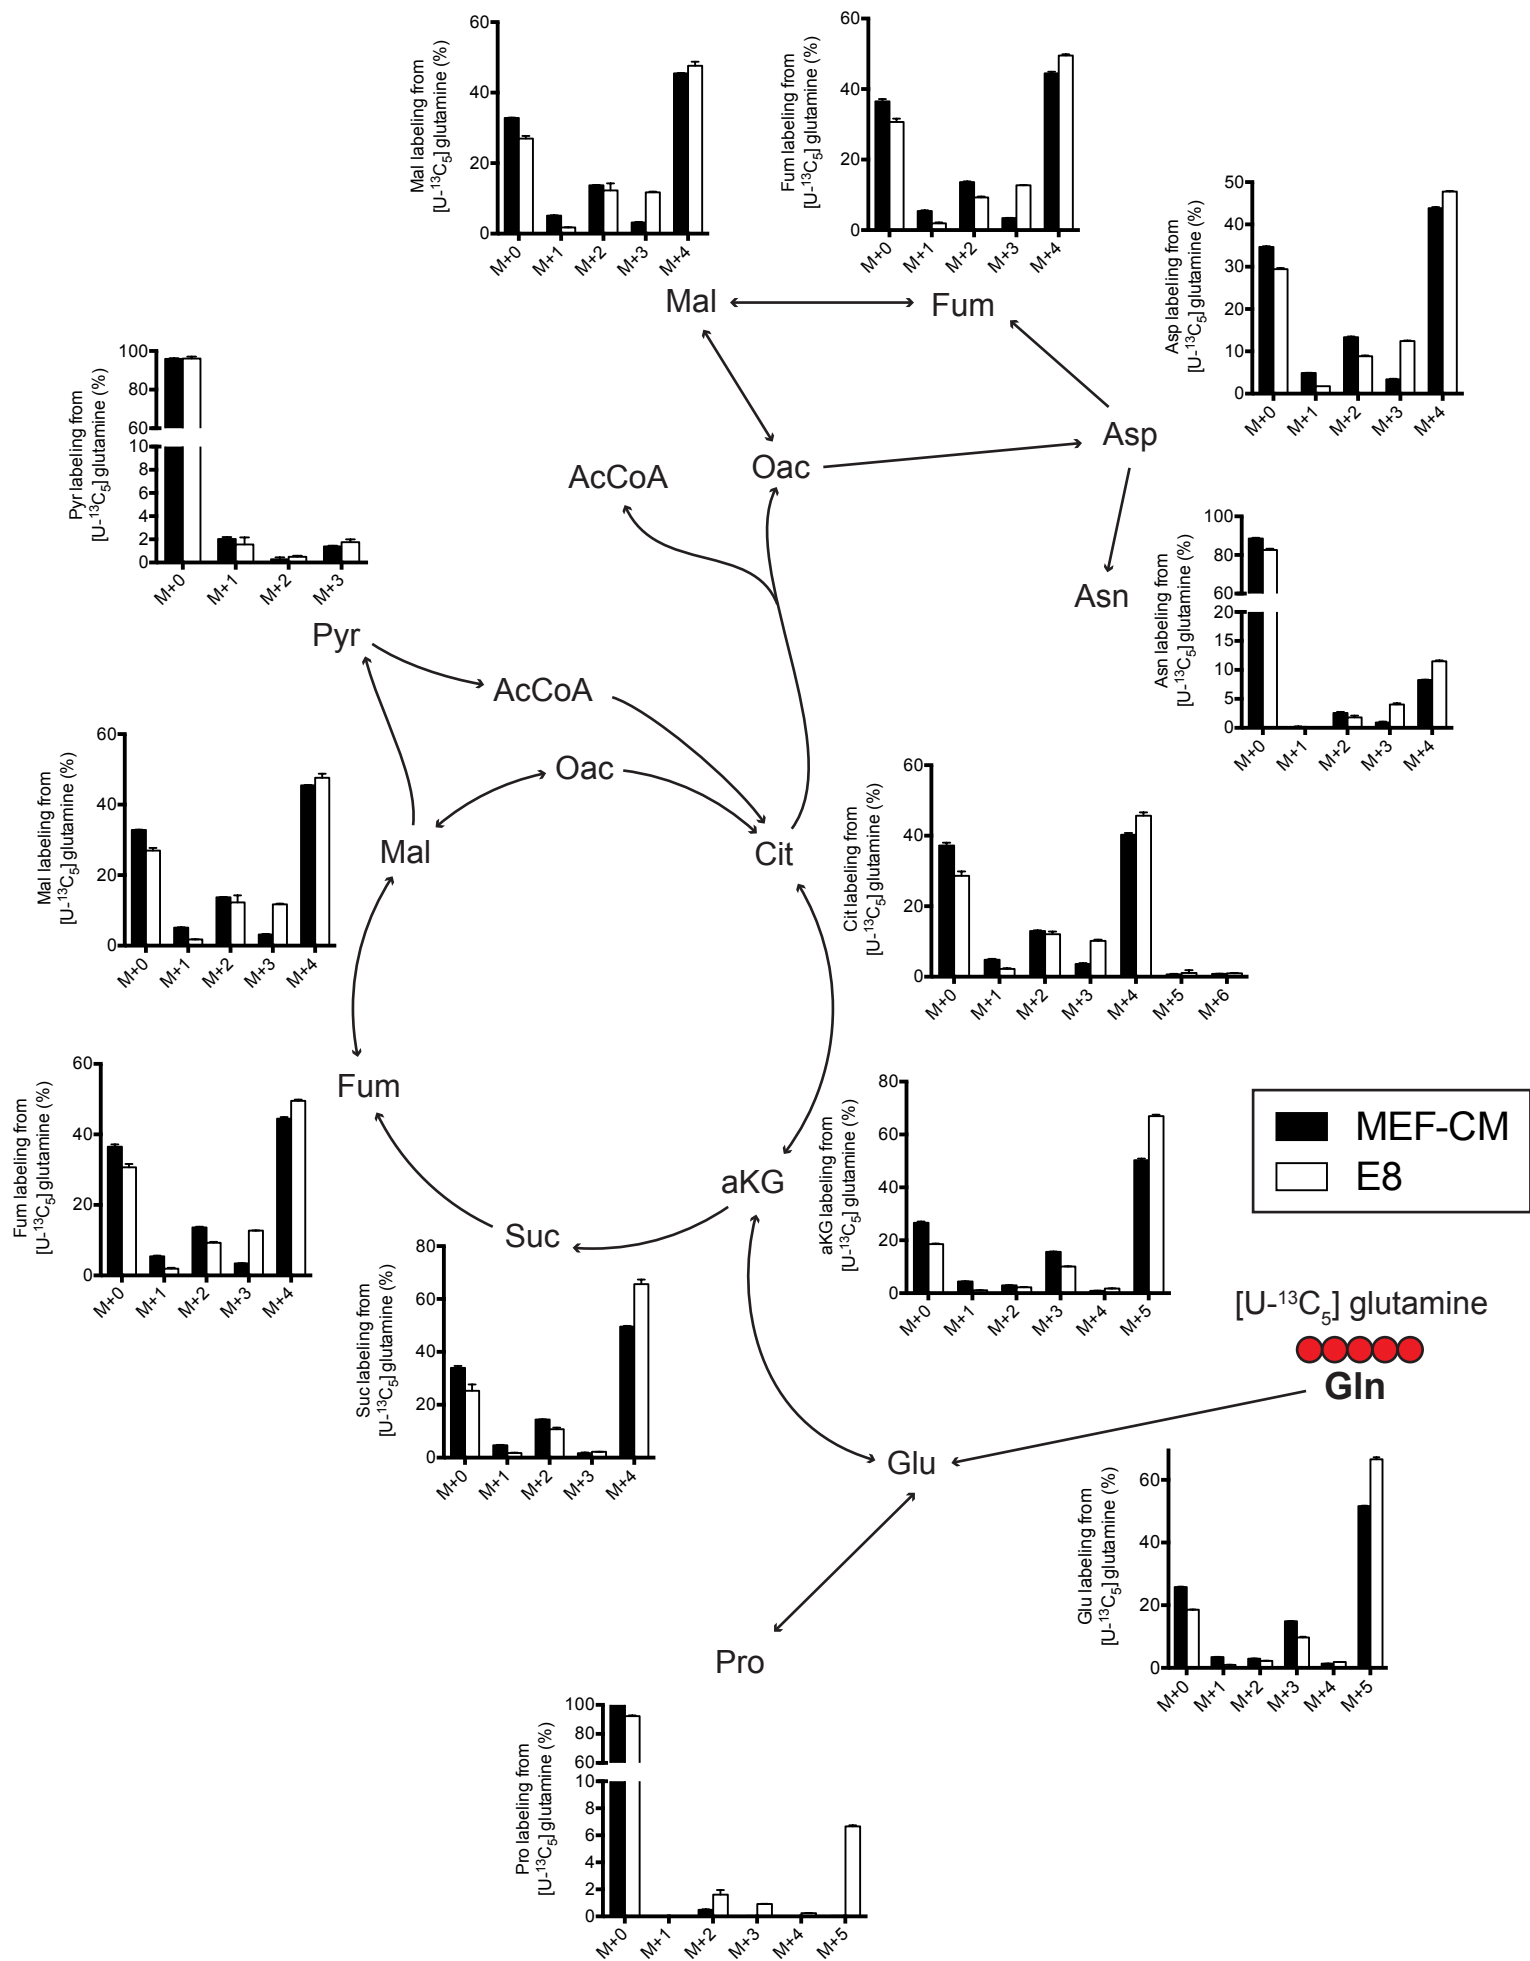 Mal labeling from
[U-¹³C₅] glutamine (%)
60
40
20
0
M+0 M+1 M+2 M+3 M+4
Fum labeling from
[U-¹³C₅] glutamine (%)
60
40
20
0
M+0 M+1 M+2 M+3 M+4
Mal
Fum
Asp labeling from
[U-¹³C₅] glutamine (%)
50
40
30
20
10
0
M+0 M+1 M+2 M+3 M+4
Pyr labeling from
[U-¹³C₅] glutamine (%)
100
80
60
10
8
6
4
2
0
M+0 M+1 M+2 M+3
AcCoA
Oac
Asp
Asn
Asn labeling from
[U-¹³C₅] glutamine (%)
100
80
60
20
15
10
5
0
M+0 M+1 M+2 M+3 M+4
Pyr
AcCoA
Oac
Mal
Cit
Mal labeling from
[U-¹³C₅] glutamine (%)
60
40
20
0
M+0 M+1 M+2 M+3 M+4
Cit labeling from
[U-¹³C₅] glutamine (%)
60
40
20
0
M+0 M+1 M+2 M+3 M+4 M+5 M+6
Fum
Fum labeling from
[U-¹³C₅] glutamine (%)
60
40
20
0
M+0 M+1 M+2 M+3 M+4
aKG
aKG labeling from
[U-¹³C₅] glutamine (%)
80
60
40
20
0
M+0 M+1 M+2 M+3 M+4 M+5
MEF-CM
E8
Suc
Suc labeling from
[U-¹³C₅] glutamine (%)
80
60
40
20
0
M+0 M+1 M+2 M+3 M+4
[U-¹³C₅] glutamine
Gln
Glu
Glu labeling from
[U-¹³C₅] glutamine (%)
60
40
20
0
M+0 M+1 M+2 M+3 M+4 M+5
Pro
Pro labeling from
[U-¹³C₅] glutamine (%)
100
80
60
10
8
6
4
2
0
M+0 M+1 M+2 M+3 M+4 M+5